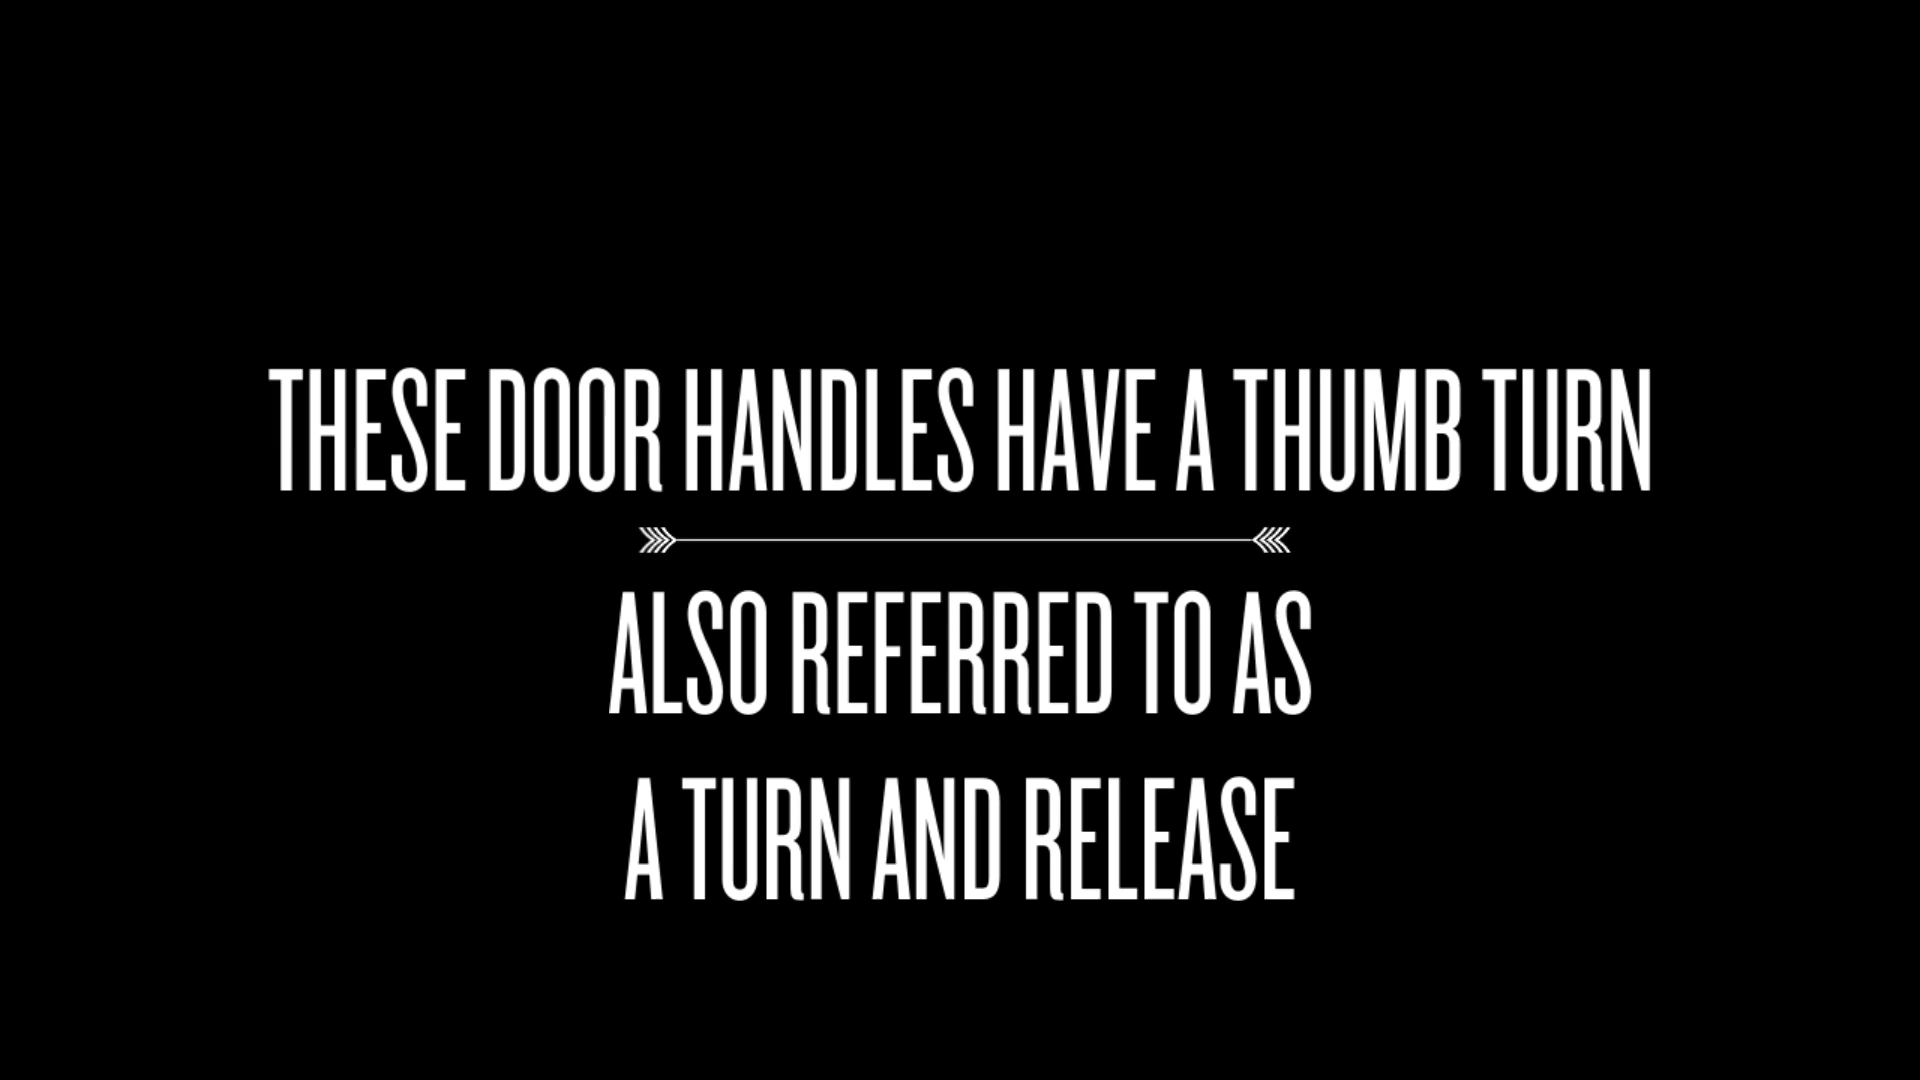 THESE DOOR HANDLES HAVE A THUMB TURN
ALSO REFERRED TO AS
A TURN AND RELEASE